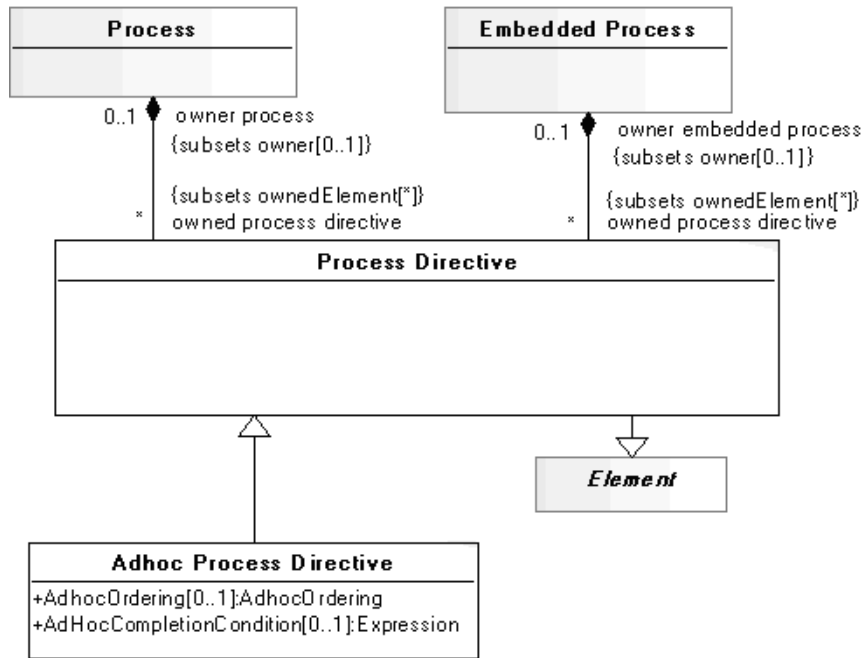 Process
Embedded Process
0..1
owner process
{subsets owner[0..1]}
0..1
owner embedded process
{subsets owner[0..1]}
{subsets ownedElement[*]}
*
owned process directive
{subsets ownedElement[*]}
*
owned process directive
Process Directive
Element
Adhoc Process Directive
+AdhocOrdering[0..1]:AdhocOrdering
+AdHocCompletionCondition[0..1]:Expression